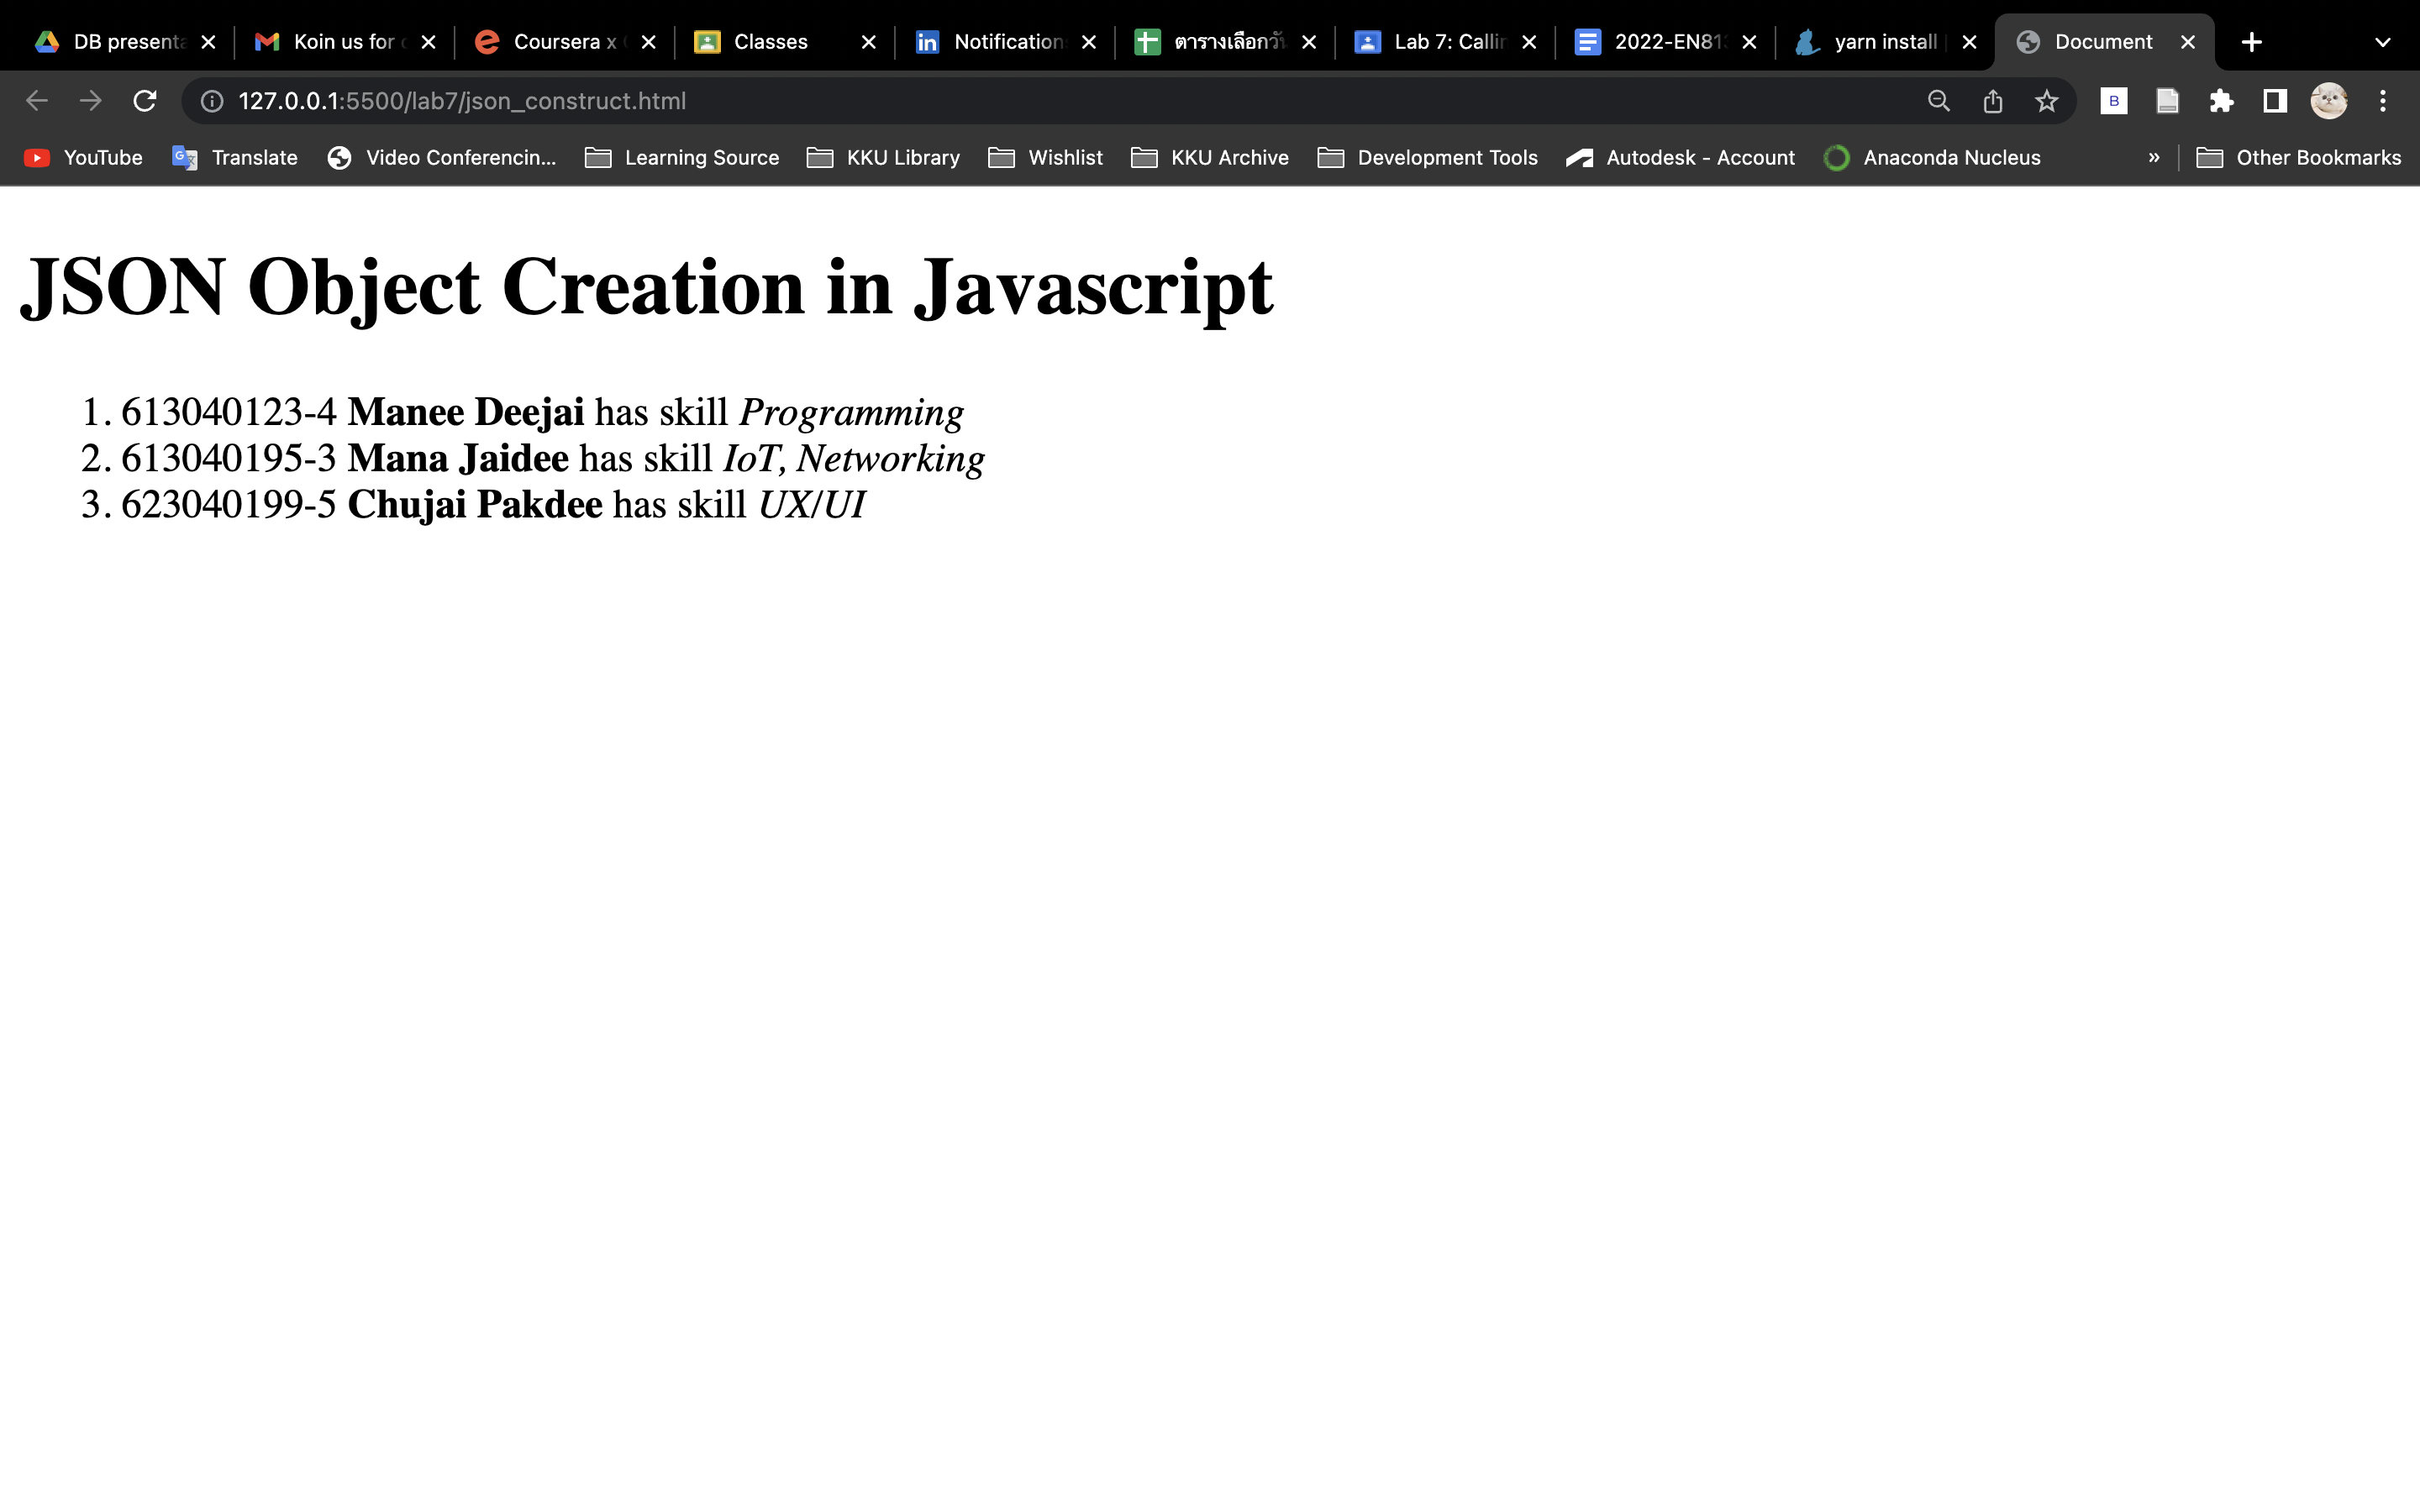 DB present
Koin us for
Coursera x
Classes
Notification
ตารางเลือกวั
Lab 7: Callin
2022-EN813
yarn install
Document
127.0.0.1:5500/lab7/json_construct.html
B
YouTube
Translate
Video Conferencin...
Learning Source
KKU Library
Wishlist
KKU Archive
Development Tools
Autodesk - Account
Anaconda Nucleus
»
Other Bookmarks
JSON Object Creation in Javascript
1. 613040123-4 Manee Deejai has skill Programming
2. 613040195-3 Mana Jaidee has skill IoT, Networking
3. 623040199-5 Chujai Pakdee has skill UX/UI